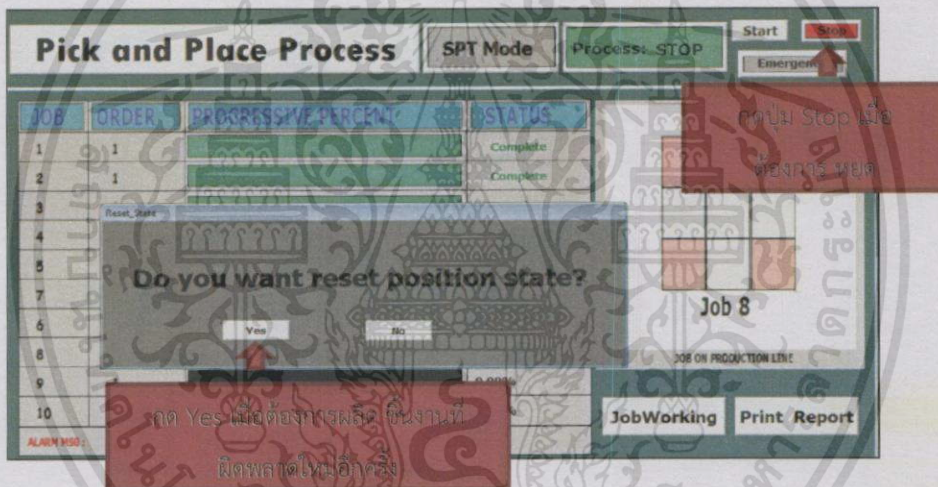 Pick and Place Process
SPT Mode
Process: STOP
Start
Stop
Emergen
กดปุ่ม Stop เมื่อ
ต้องการ หยุด
JOB ORDER PROGRESSIVE PERCENT STATUS
1 1 Complete
2 1 Complete
3
4
5
7
6
8
9
10
Reset_State
Do you want reset position state?
Yes
No
กด Yes เมื่อต้องการผลิต ชิ้นงานที่
ผิดพลาดใหม่อีกครั้ง
Job 8
JOB ON PRODUCTION LINE
JobWorking
Print Report
ALARM MSG :